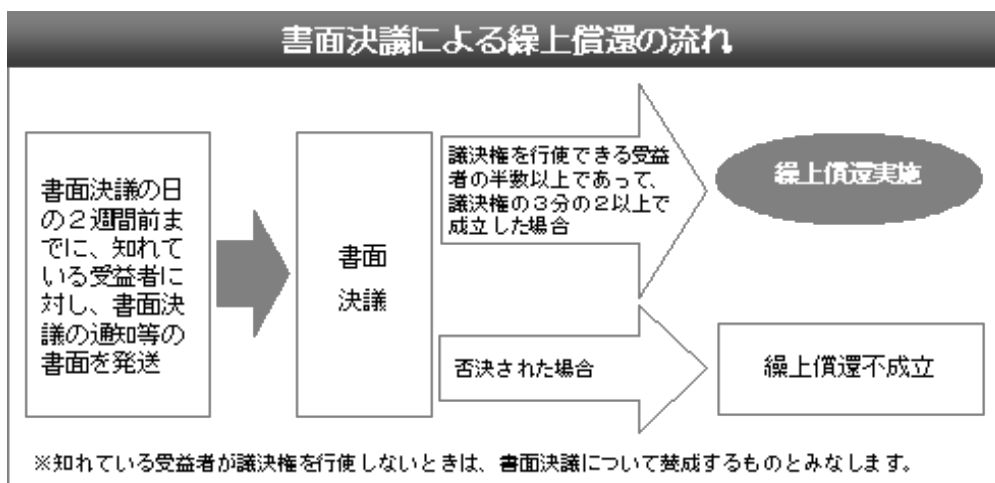 書面決議による繰上償還の流れ
書面決議の日
の2週間前ま
でに、知れて
いる受益者に
対し、書面決
議の通知等の
書面を発送
書面
決議
議決権を行使できる受益
者の半数以上であって、
議決権の3分の2以上で
成立した場合
繰上償還実施
否決された場合
繰上償還不成立
※知れている受益者が議決権を行使しないときは、書面決議について賛成するものとみなします。